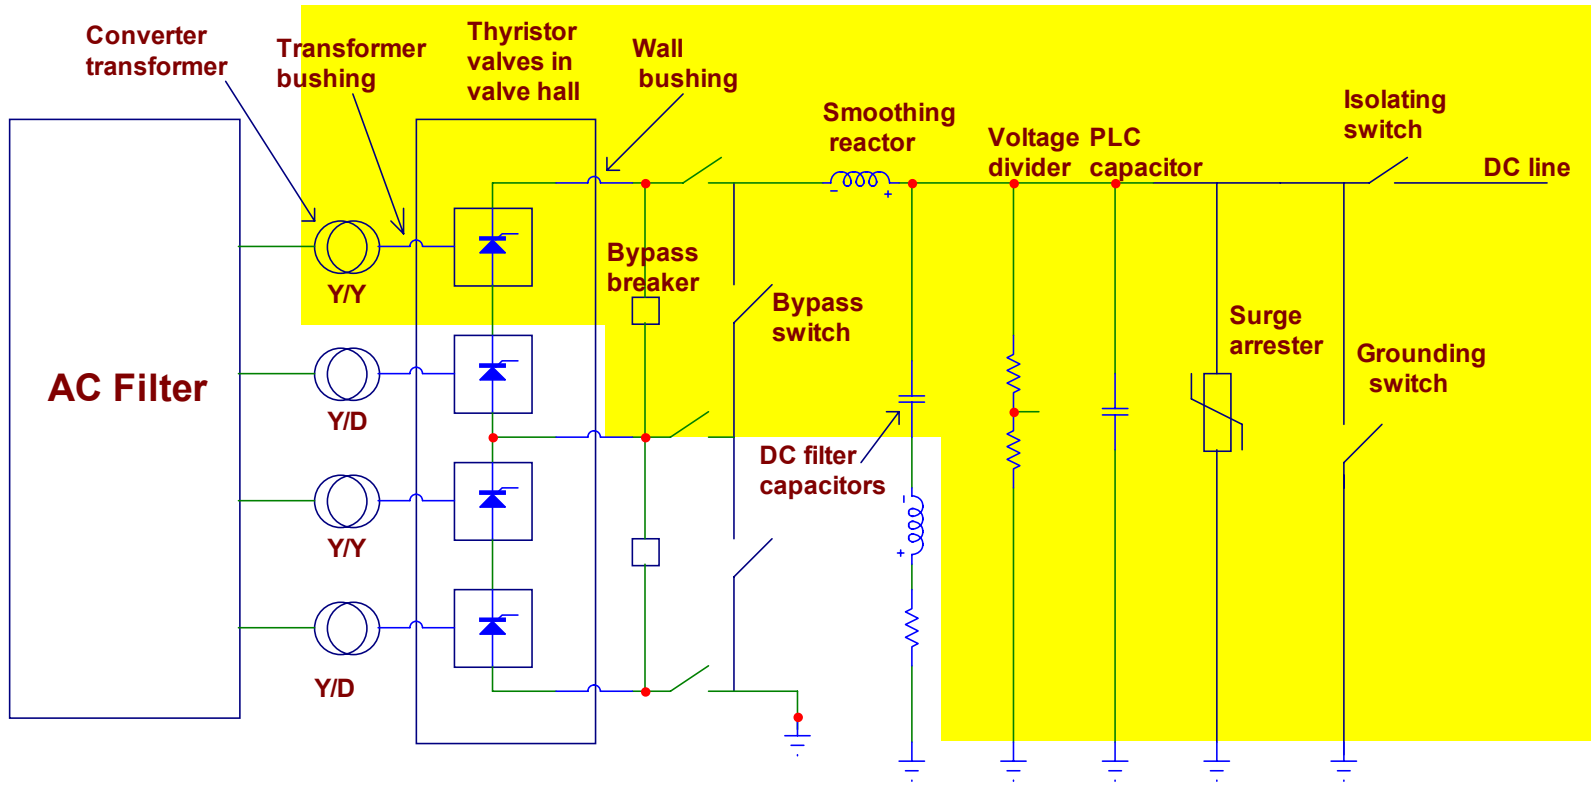 Converter
transformer
Transformer
bushing
Thyristor
valves in
valve hall
Wall
bushing
Smoothing
reactor
Voltage
divider
PLC
capacitor
Isolating
switch
DC line
Y/Y
Bypass
breaker
Bypass
switch
Surge
arrester
Grounding
switch
AC Filter
Y/D
DC filter
capacitors
Y/Y
Y/D